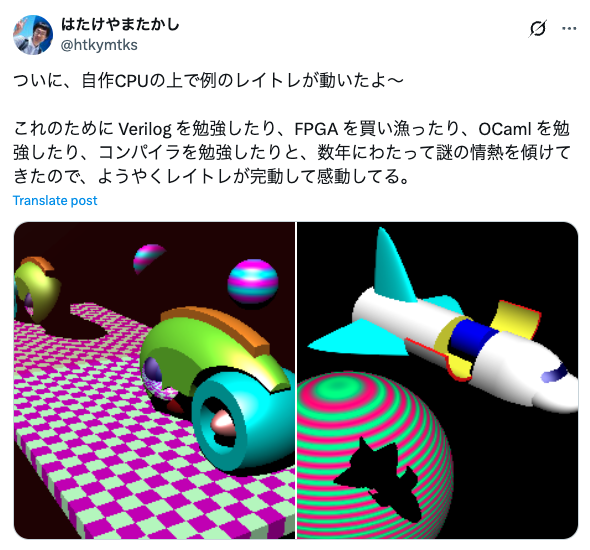 はたけやまたかし
@htkymtks
ついに、自作CPUの上で例のレイトレが動いたよ〜
これのために Verilog を勉強したり、FPGA を買い漁ったり、OCaml を勉
強したり、コンパイラを勉強したりと、数年にわたって謎の情熱を傾けて
きたので、ようやくレイトレが完動して感動してる。
Translate post